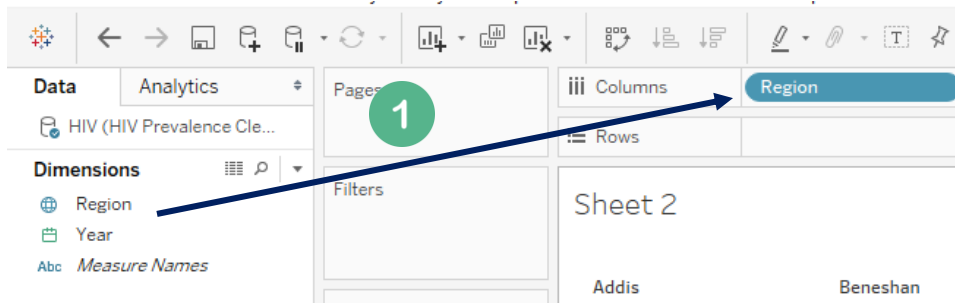 Data Analytics
HIV (HIV Prevalence Cle...
Dimensions
Region
Year
Abc Measure Names
Pages
1
Filters
Columns Region
Rows
Sheet 2
Addis Beneshan
T